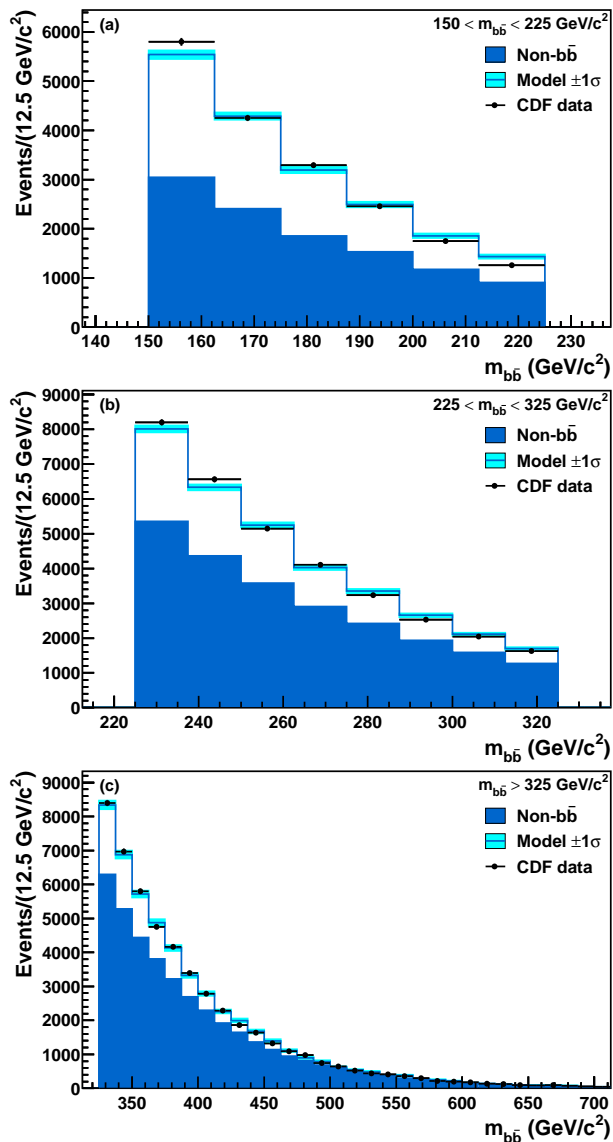 (a)
150 < m_{bb̄} < 225 GeV/c²
Non-bb̄
Model ±1σ
CDF data
Events/(12.5 GeV/c²)
6000
5000
4000
3000
2000
1000
0
140 150 160 170 180 190 200 210 220 230
m_{bb̄} (GeV/c²)
(b)
225 < m_{bb̄} < 325 GeV/c²
Non-bb̄
Model ±1σ
CDF data
Events/(12.5 GeV/c²)
9000
8000
7000
6000
5000
4000
3000
2000
1000
0
220 240 260 280 300 320
m_{bb̄} (GeV/c²)
(c)
m_{bb̄} > 325 GeV/c²
Non-bb̄
Model ±1σ
CDF data
Events/(12.5 GeV/c²)
9000
8000
7000
6000
5000
4000
3000
2000
1000
0
350 400 450 500 550 600 650 700
m_{bb̄} (GeV/c²)